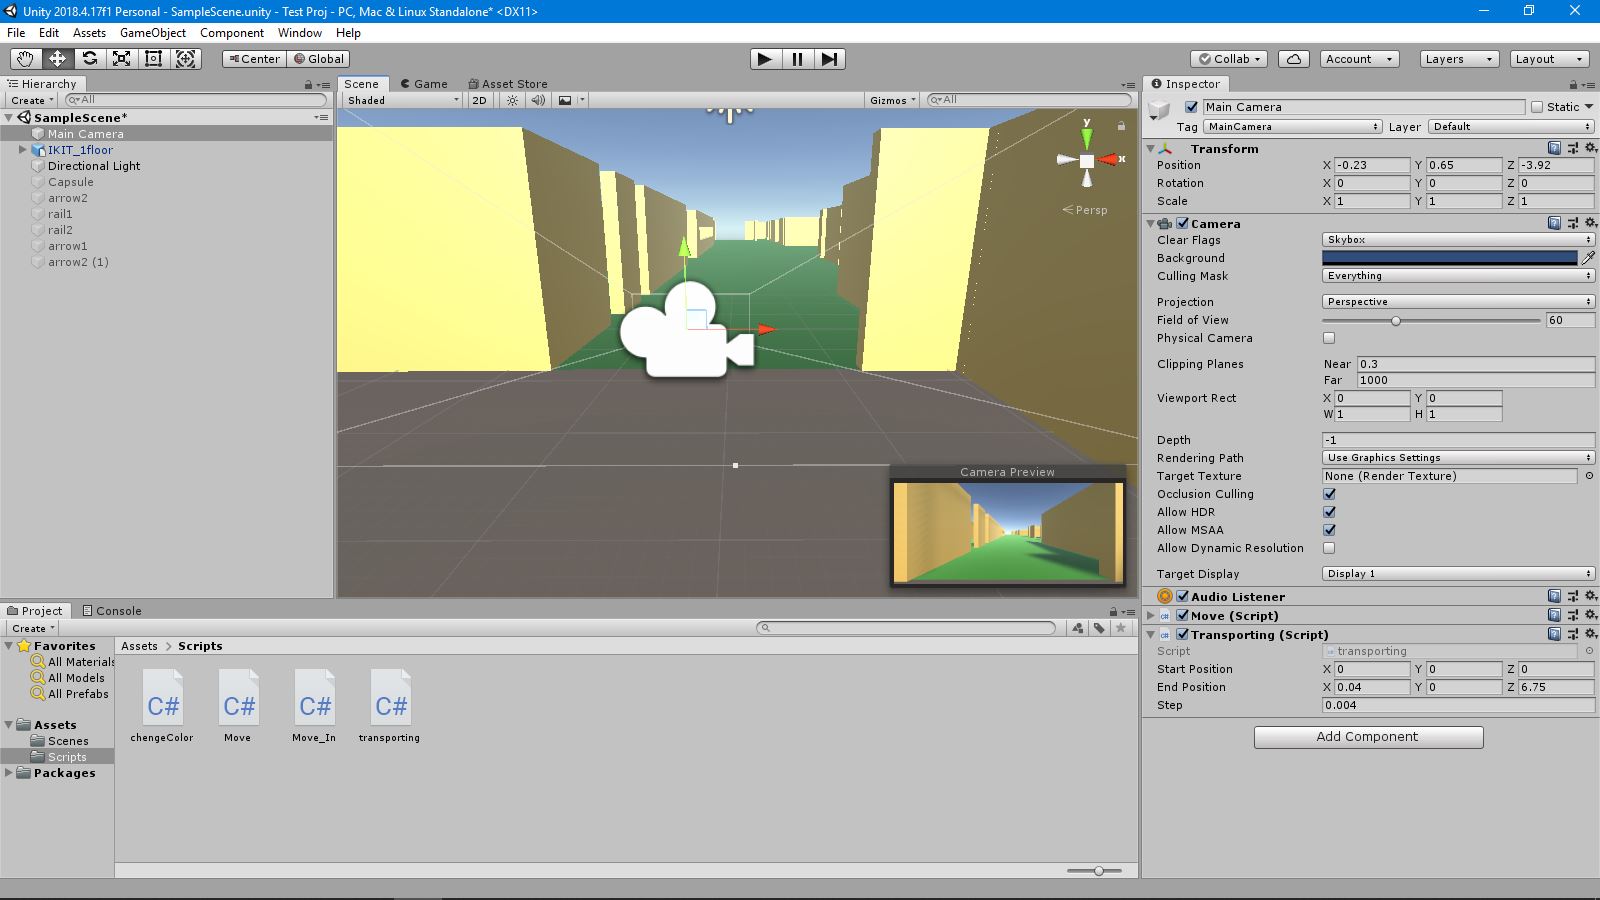 Unity 2018.4.17f1 Personal - SampleScene.unity - Test Proj - PC, Mac & Linux Standalone* <DX11>
File Edit Assets GameObject Component Window Help
Center Global Collab Account Layers Layout
Hierarchy
Create All
SampleScene*
Main Camera
IKIT_1floor
Directional Light
Capsule
arrow2
rail1
rail2
arrow1
arrow2 (1)
Scene Game Asset Store
Shaded 2D Gizmos All
y
x
Persp
Camera Preview
Inspector
Main Camera Static
Tag MainCamera Layer Default
Transform
Position X -0.23 Y 0.65 Z -3.92
Rotation X 0 Y 0 Z 0
Scale X 1 Y 1 Z 1
Camera
Clear Flags Skybox
Background
Culling Mask Everything
Projection Perspective
Field of View 60
Physical Camera
Clipping Planes Near 0.3
Far 1000
Viewport Rect X 0 Y 0
W 1 H 1
Depth -1
Rendering Path Use Graphics Settings
Target Texture None (Render Texture)
Occlusion Culling
Allow HDR
Allow MSAA
Allow Dynamic Resolution
Target Display Display 1
Audio Listener
Move (Script)
Transporting (Script)
Script transporting
Start Position X 0 Y 0 Z 0
End Position X 0.04 Y 0 Z 6.75
Step 0.004
Add Component
Project Console
Create
Favorites
All Materials
All Models
All Prefabs
Assets
Scenes
Scripts
Packages
Assets > Scripts
C# C# C# C#
chengeColor Move Move_In transporting